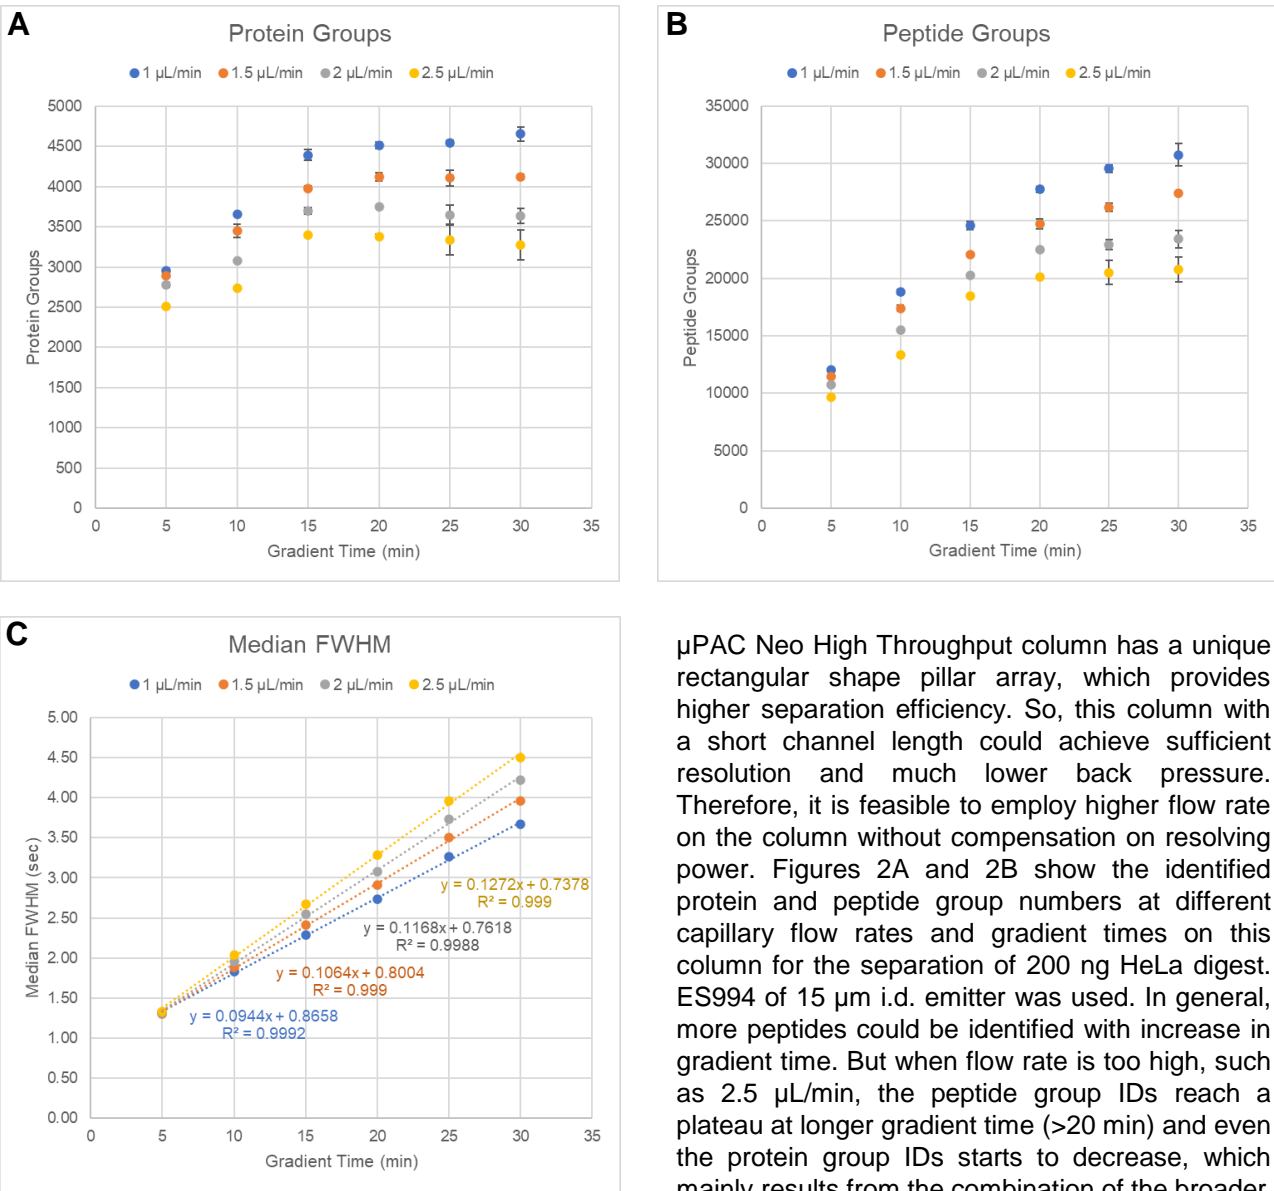 A
Protein Groups
1 µL/min 1.5 µL/min 2 µL/min 2.5 µL/min
5000
4500
4000
3500
3000
2500
2000
1500
1000
500
0
Protein Groups
0 5 10 15 20 25 30 35
Gradient Time (min)
B
Peptide Groups
1 µL/min 1.5 µL/min 2 µL/min 2.5 µL/min
35000
30000
25000
20000
15000
10000
5000
0
Peptide Groups
0 5 10 15 20 25 30 35
Gradient Time (min)
C
Median FWHM
1 µL/min 1.5 µL/min 2 µL/min 2.5 µL/min
5.00
4.50
4.00
3.50
3.00
2.50
2.00
1.50
1.00
0.50
0.00
Median FWHM (sec)
y = 0.1272x + 0.7378
R² = 0.999
y = 0.1168x + 0.7618
R² = 0.9988
y = 0.1064x + 0.8004
R² = 0.999
y = 0.0944x + 0.8658
R² = 0.9992
0 5 10 15 20 25 30 35
Gradient Time (min)
µPAC Neo High Throughput column has a unique
rectangular shape pillar array, which provides
higher separation efficiency. So, this column with
a short channel length could achieve sufficient
resolution and much lower back pressure.
Therefore, it is feasible to employ higher flow rate
on the column without compensation on resolving
power. Figures 2A and 2B show the identified
protein and peptide group numbers at different
capillary flow rates and gradient times on this
column for the separation of 200 ng HeLa digest.
ES994 of 15 µm i.d. emitter was used. In general,
more peptides could be identified with increase in
gradient time. But when flow rate is too high, such
as 2.5 µL/min, the peptide group IDs reach a
plateau at longer gradient time (>20 min) and even
the protein group IDs starts to decrease, which
mainly results from the combination of the broader